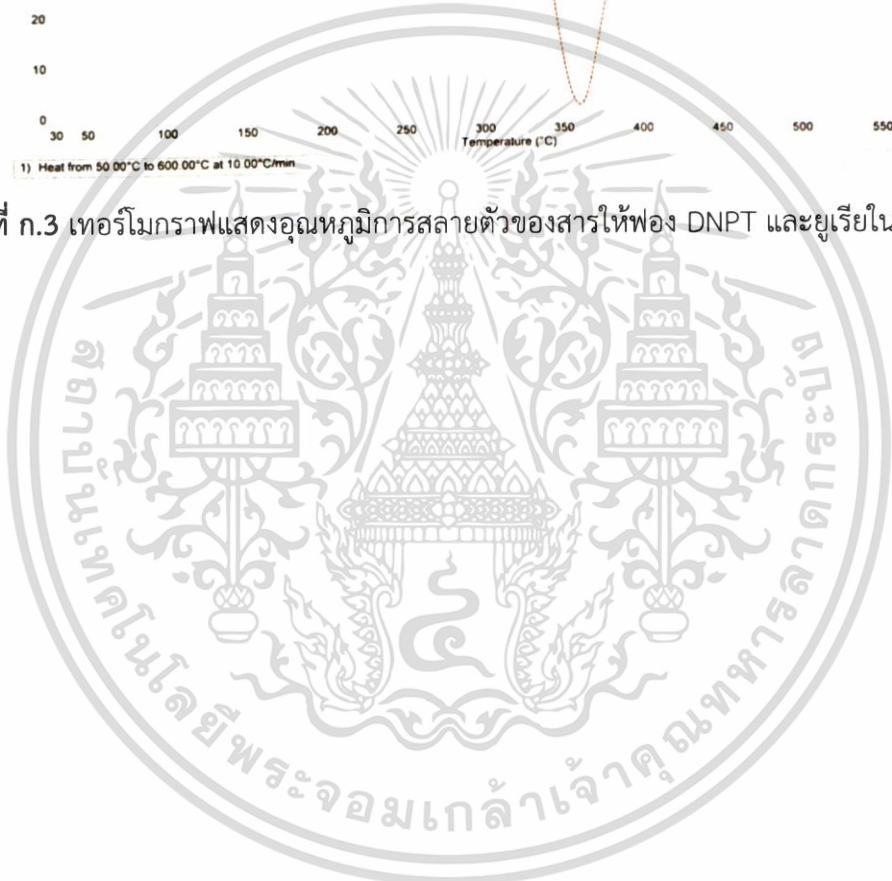 20
10
0
30 50 100 150 200 250 300 350 400 450 500 550
Temperature (°C)
1) Heat from 50.00°C to 600.00°C at 10.00°C/min
ที่ ก.3 เทอร์โมกราฟแสดงอุณหภูมิการสลายตัวของสารให้ฟอง DNPT และยูเรียใน
สถาบันเทคโนโลยีพระจอมเกล้าเจ้าคุณทหารลาดกระบัง